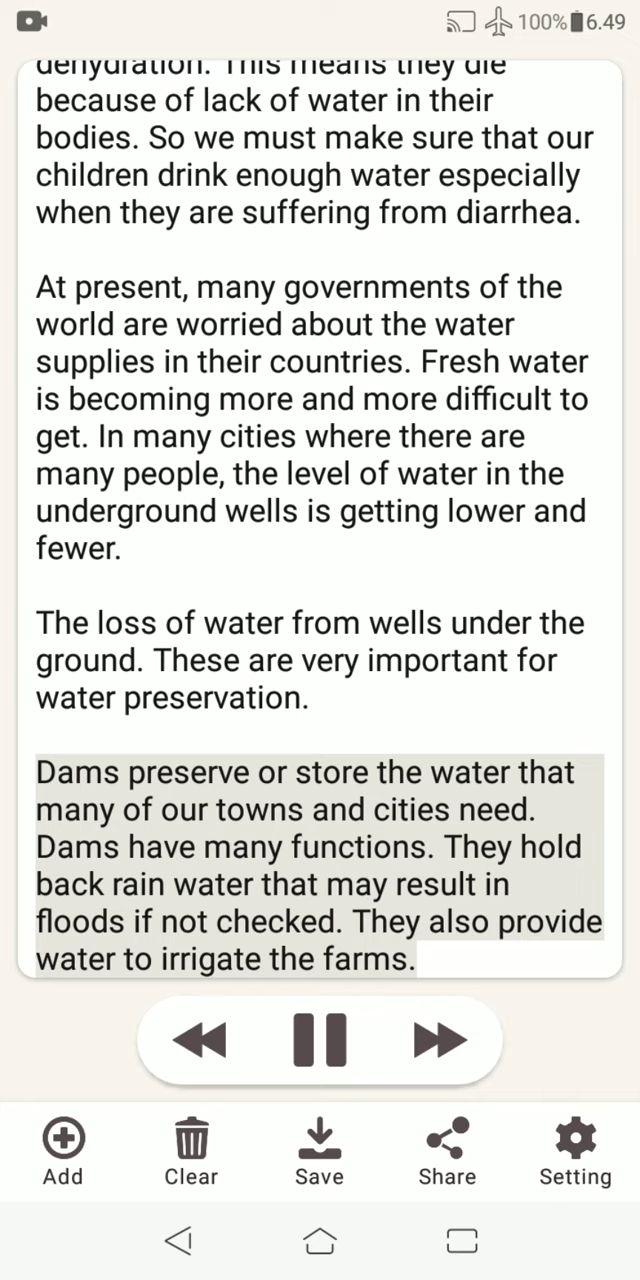 100% 6.49
dehydration. This means they die
because of lack of water in their
bodies. So we must make sure that our
children drink enough water especially
when they are suffering from diarrhea.
At present, many governments of the
world are worried about the water
supplies in their countries. Fresh water
is becoming more and more difficult to
get. In many cities where there are
many people, the level of water in the
underground wells is getting lower and
fewer.
The loss of water from wells under the
ground. These are very important for
water preservation.
Dams preserve or store the water that
many of our towns and cities need.
Dams have many functions. They hold
back rain water that may result in
floods if not checked. They also provide
water to irrigate the farms.
Add Clear Save Share Setting